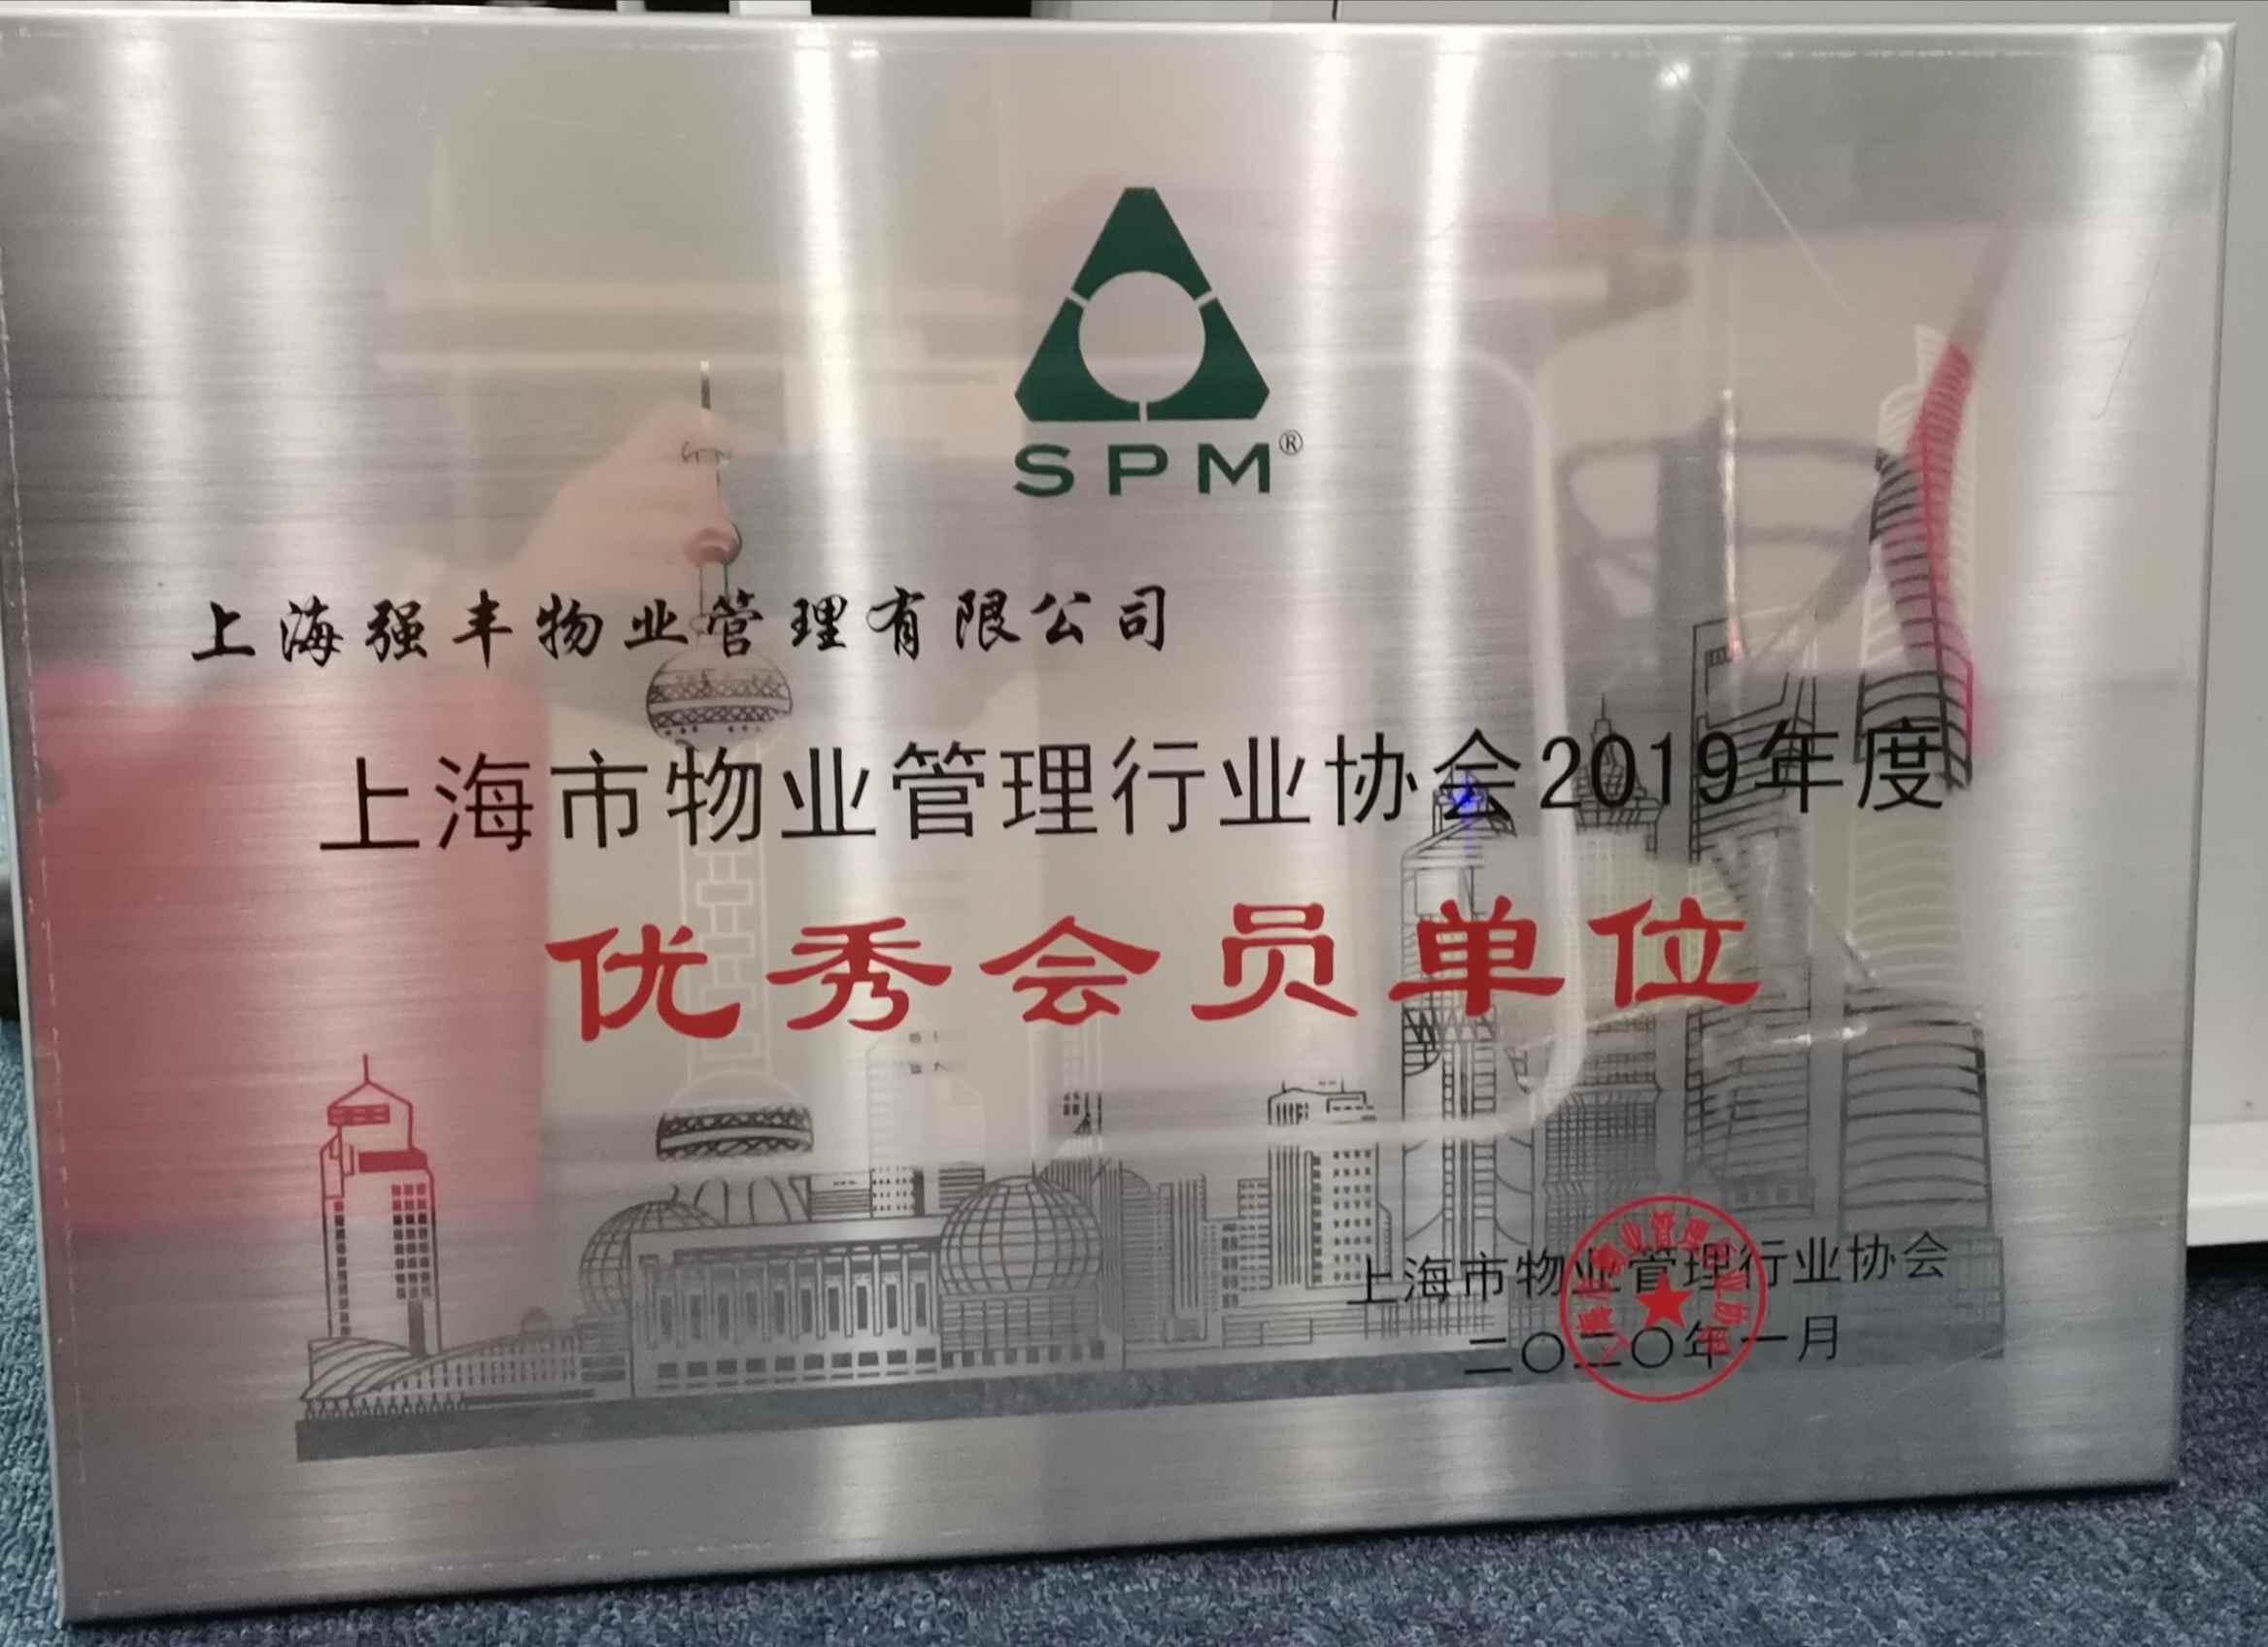 SPM®
上海强丰物业管理有限公司
上海市物业管理行业协会2019年度
优秀会员单位
上海市物业管理行业协会
二〇二〇年一月